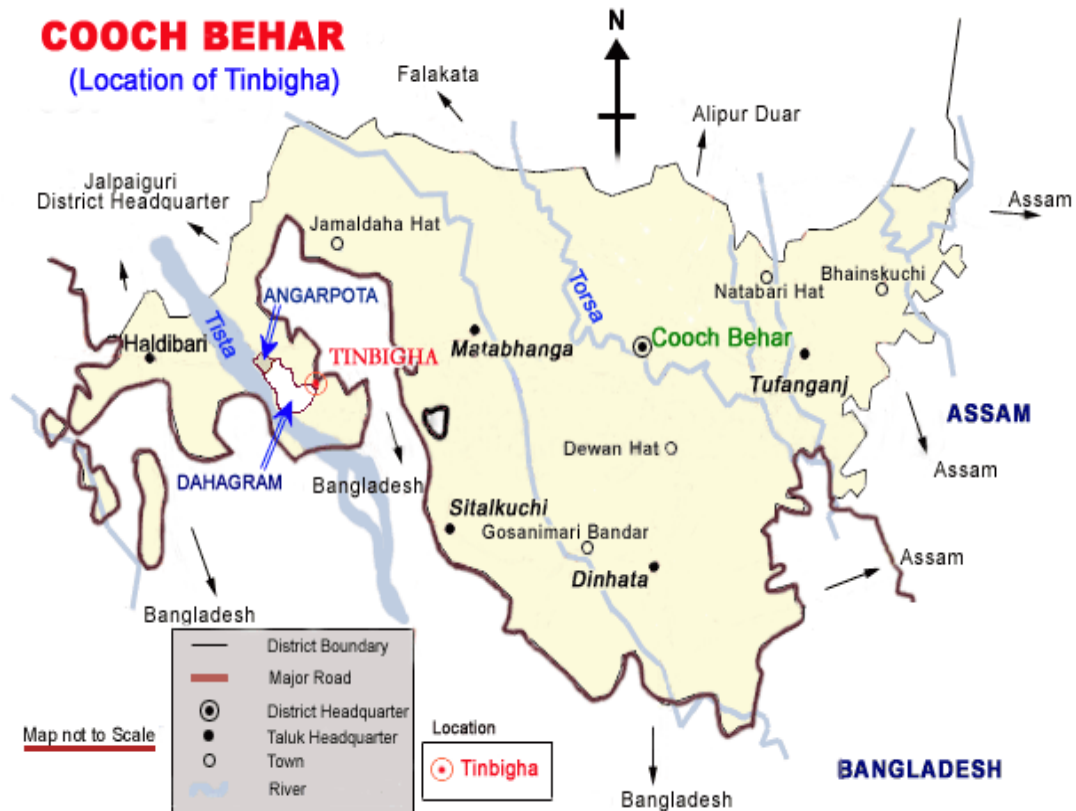 COOCH BEHAR
(Location of Tinbigha)
N
Falakata
Alipur Duar
Jalpaiguri
District Headquarter
Assam
Jamaldaha Hat
Bhainskuchi
Natabari Hat
ANGARPOTA
Tista
Torsa
Haldibari
Matabhanga
Cooch Behar
TINBIGHA
Tufanganj
ASSAM
Dewan Hat
Assam
DAHAGRAM
Bangladesh
Sitalkuchi
Gosanimari Bandar
Assam
Dinhata
Bangladesh
District Boundary
Major Road
District Headquarter
Taluk Headquarter
Town
River
Map not to Scale
Location
Tinbigha
BANGLADESH
Bangladesh